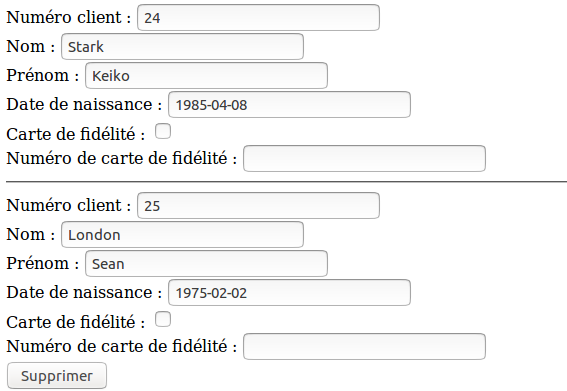 Numéro client : 24
Nom : Stark
Prénom : Keiko
Date de naissance : 1985-04-08
Carte de fidélité :
Numéro de carte de fidélité :
Numéro client : 25
Nom : London
Prénom : Sean
Date de naissance : 1975-02-02
Carte de fidélité :
Numéro de carte de fidélité :
Supprimer